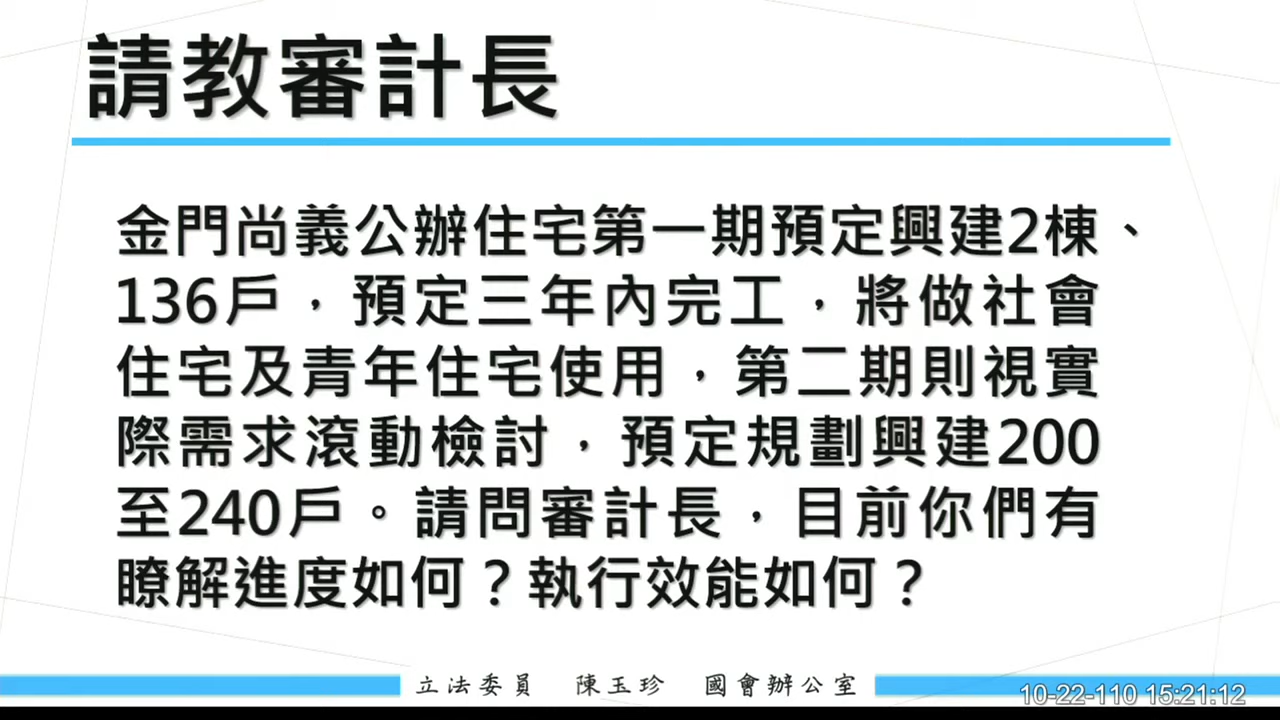 請教審計長
金門尚義公辦住宅第一期預定興建2棟、
136戶，預定三年內完工，將做社會
住宅及青年住宅使用，第二期則視實
際需求滾動檢討，預定規劃興建200
至240戶。請問審計長，目前你們有
瞭解進度如何？執行效能如何？
立法委員 陳玉珍 國會辦公室
10-22-110 15:21:12